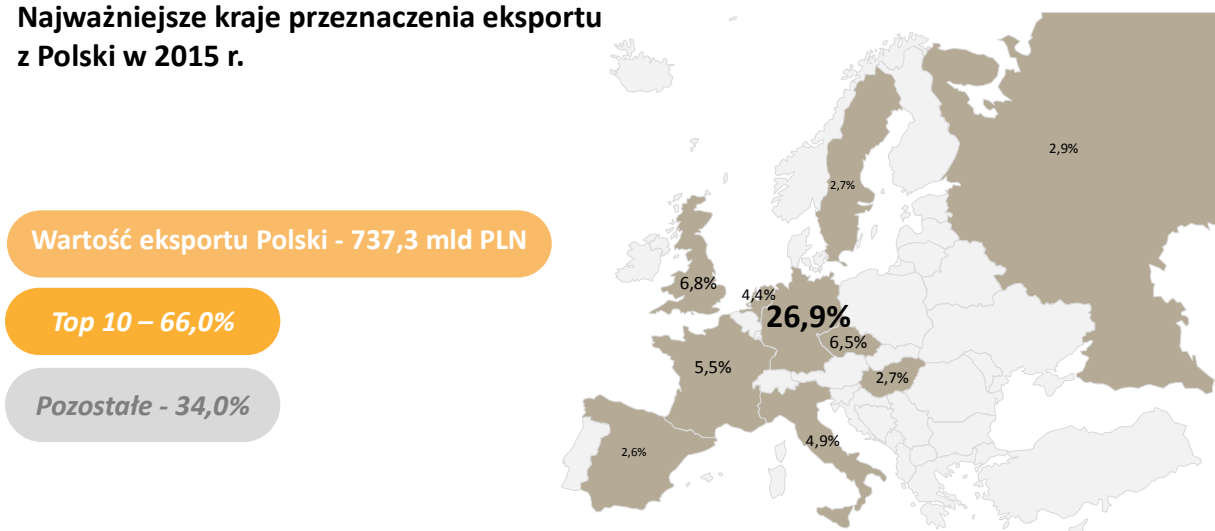 Najważniejsze kraje przeznaczenia eksportu
z Polski w 2015 r.
2,9%
2,7%
Wartość eksportu Polski - 737,3 mld PLN
6,8%
4,4%
26,9%
Top 10 – 66,0%
6,5%
5,5%
2,7%
Pozostałe - 34,0%
4,9%
2,6%